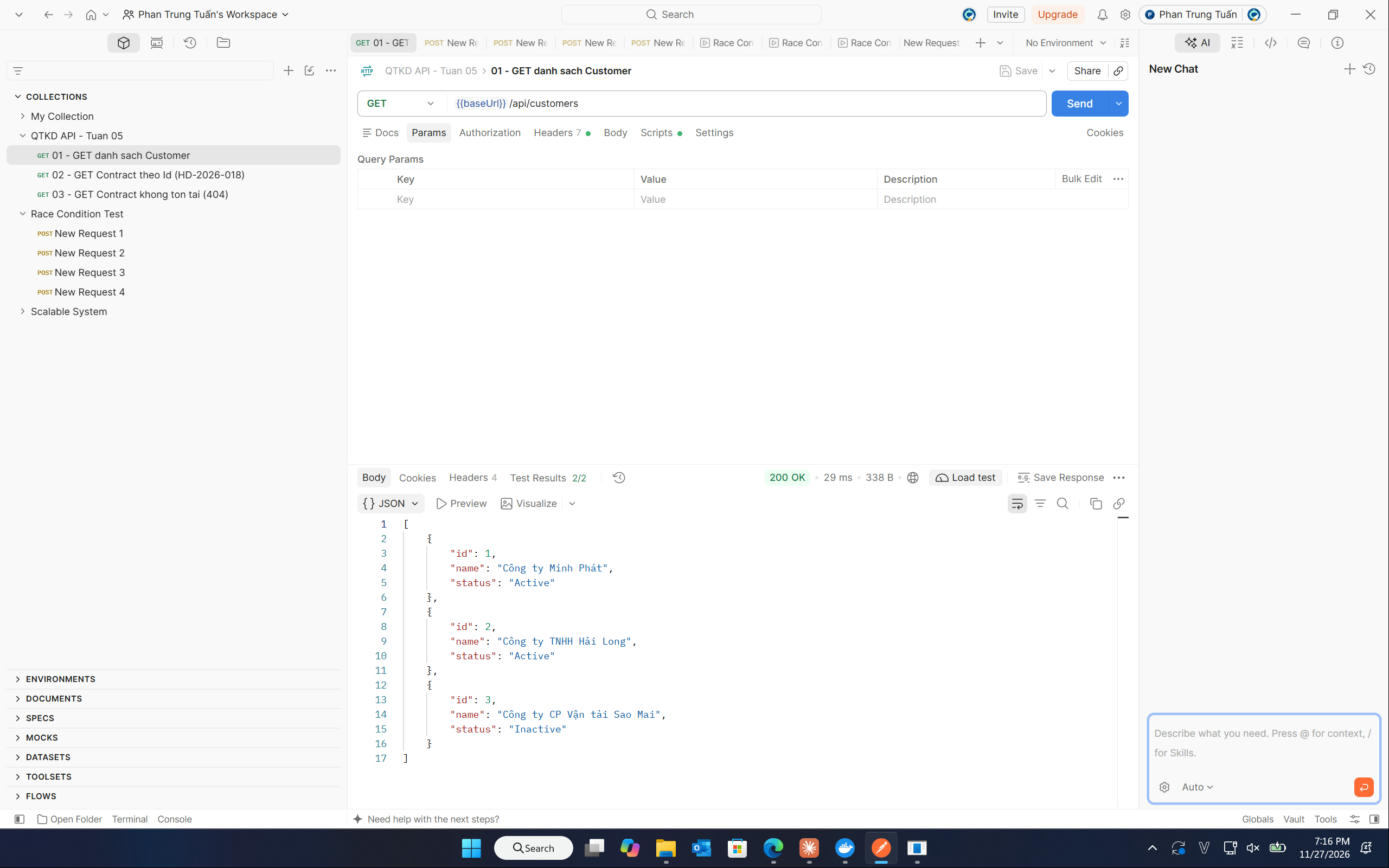 Phan Trung Tuấn's Workspace
Search
Invite
Upgrade
P Phan Trung Tuấn
GET 01 - GET
POST New Re
POST New Re
POST New Re
POST New Re
Race Con
Race Con
Race Con
New Request
No Environment
AI
HTTP QTKD API - Tuan 05 › 01 - GET danh sach Customer
Save
Share
New Chat
COLLECTIONS
My Collection
QTKD API - Tuan 05
GET 01 - GET danh sach Customer
GET 02 - GET Contract theo Id (HD-2026-018)
GET 03 - GET Contract khong ton tai (404)
Race Condition Test
POST New Request 1
POST New Request 2
POST New Request 3
POST New Request 4
Scalable System
GET
{{baseUrl}} /api/customers
Send
Docs
Params
Authorization
Headers 7
Body
Scripts
Settings
Cookies
Query Params
Key
Value
Description
Bulk Edit
Key
Value
Description
Body
Cookies
Headers 4
Test Results 2/2
200 OK
29 ms
338 B
Load test
e.g. Save Response
{ } JSON
Preview
Visualize
1 [
2 {
3 "id": 1,
4 "name": "Công ty Minh Phát",
5 "status": "Active"
6 },
7 {
8 "id": 2,
9 "name": "Công ty TNHH Hải Long",
10 "status": "Active"
11 },
12 {
13 "id": 3,
14 "name": "Công ty CP Vận tải Sao Mai",
15 "status": "Inactive"
16 }
17 ]
ENVIRONMENTS
DOCUMENTS
SPECS
MOCKS
DATASETS
TOOLSETS
FLOWS
Describe what you need. Press @ for context, /
for Skills.
Auto
Open Folder
Terminal
Console
Need help with the next steps?
Globals
Vault
Tools
Search
V
7:16 PM
11/27/2026